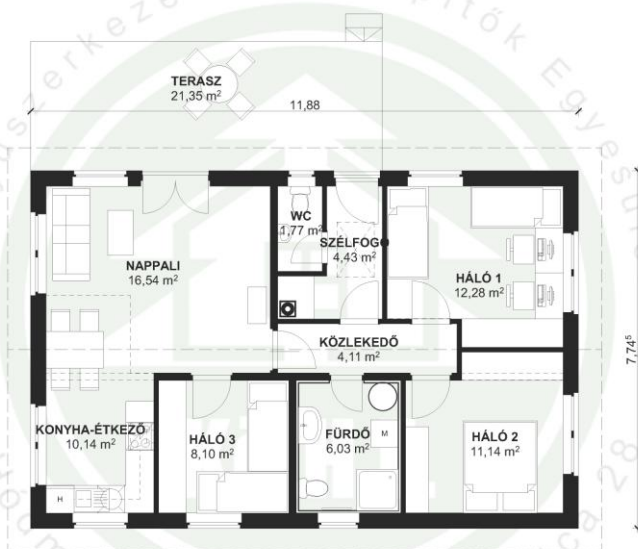 TERASZ
21,35 m²
11,88
WC
1,77 m²
SZÉLFOGÓ
4,43 m²
NAPPALI
16,54 m²
HÁLÓ 1
12,28 m²
KÖZLEKEDŐ
4,11 m²
7,74⁵
KONYHA-ÉTKEZŐ
10,14 m²
HÁLÓ 3
8,10 m²
FÜRDŐ
6,03 m²
M
HÁLÓ 2
11,14 m²
H